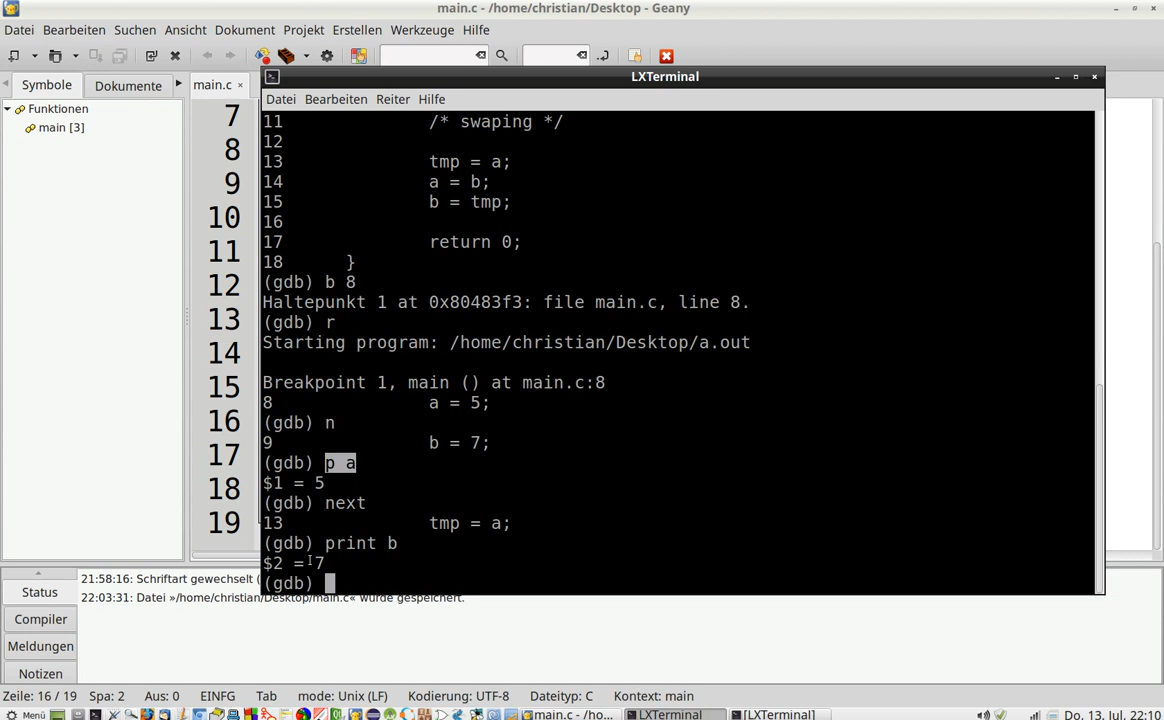 main.c - /home/christian/Desktop - Geany
Datei Bearbeiten Suchen Ansicht Dokument Projekt Erstellen Werkzeuge Hilfe
Symbole Dokumente main.c ×
Funktionen
main [3]
7
8
9
10
11
12
13
14
15
16
17
18
19
LXTerminal
Datei Bearbeiten Reiter Hilfe
11 /* swaping */
12
13 tmp = a;
14 a = b;
15 b = tmp;
16
17 return 0;
18 }
(gdb) b 8
Haltepunkt 1 at 0x80483f3: file main.c, line 8.
(gdb) r
Starting program: /home/christian/Desktop/a.out
Breakpoint 1, main () at main.c:8
8 a = 5;
(gdb) n
9 b = 7;
(gdb) p a
$1 = 5
(gdb) next
13 tmp = a;
(gdb) print b
$2 = 7
(gdb)
Status
Compiler
Meldungen
Notizen
21:58:16: Schriftart gewechselt (
22:03:31: Datei »/home/christian/Desktop/main.c« wurde gespeichert.
Zeile: 16 / 19 Spa: 2 Aus: 0 EINFG Tab mode: Unix (LF) Kodierung: UTF-8 Dateityp: C Kontext: main
Menü main.c - /ho... LXTerminal [LXTerminal] Do. 13. Jul, 22:10